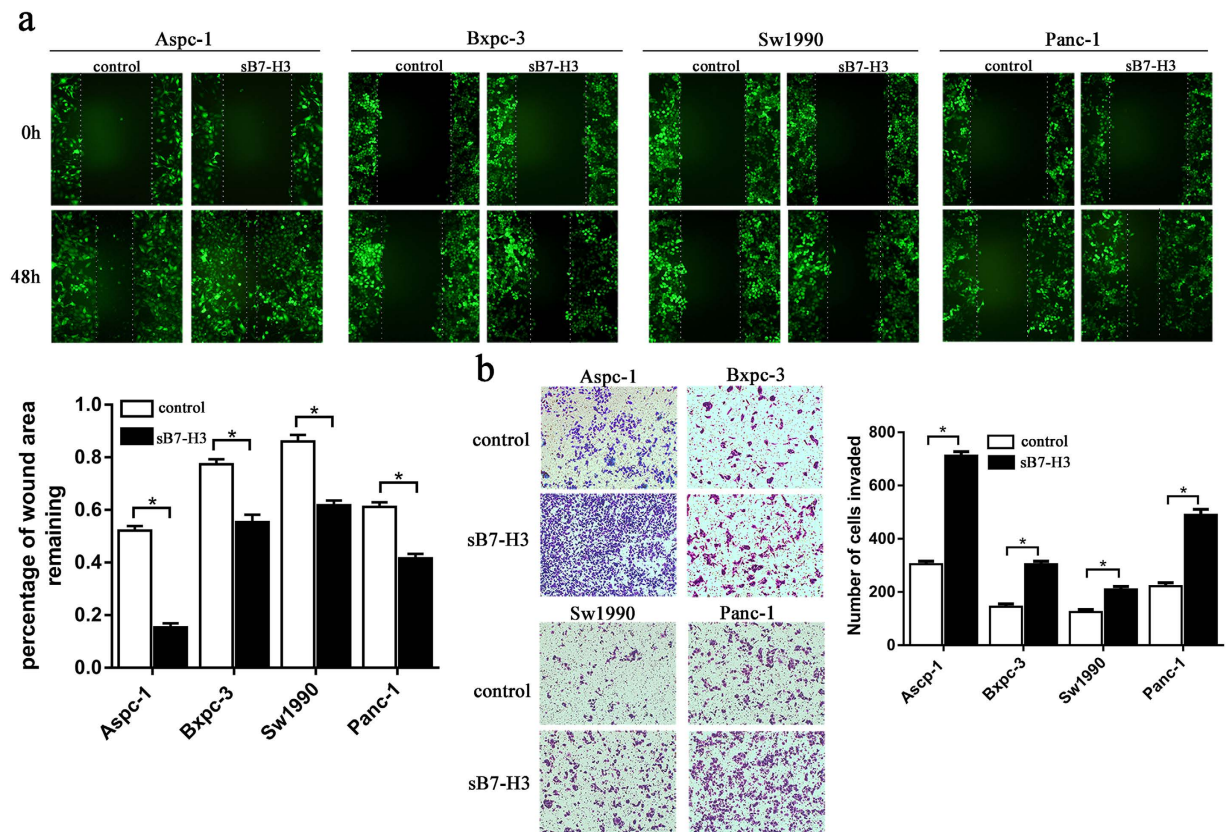 a
Aspc-1 Bxpc-3 Sw1990 Panc-1
control sB7-H3 control sB7-H3 control sB7-H3 control sB7-H3
0h
48h
percentage of wound area
remaining
1.0
0.8
0.6
0.4
0.2
0.0
control
sB7-H3
* * * *
Aspc-1 Bxpc-3 Sw1990 Panc-1
b
Aspc-1 Bxpc-3
control
sB7-H3
Sw1990 Panc-1
control
sB7-H3
Number of cells invaded
800
600
400
200
0
control
sB7-H3
* * * *
Ascp-1 Bxpc-3 Sw1990 Panc-1